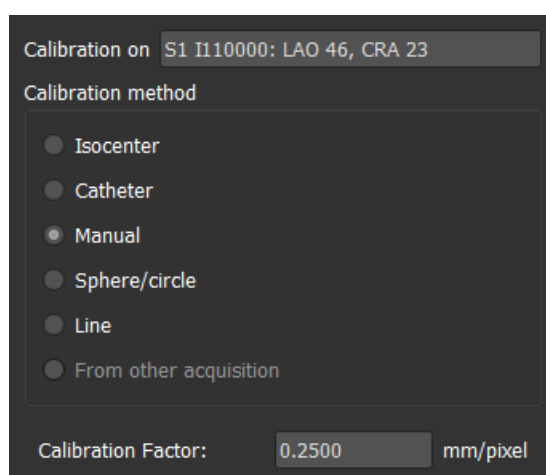 Calibration on S1 I110000: LAO 46, CRA 23
Calibration method
Isocenter
Catheter
Manual
Sphere/circle
Line
From other acquisition
Calibration Factor: 0.2500 mm/pixel